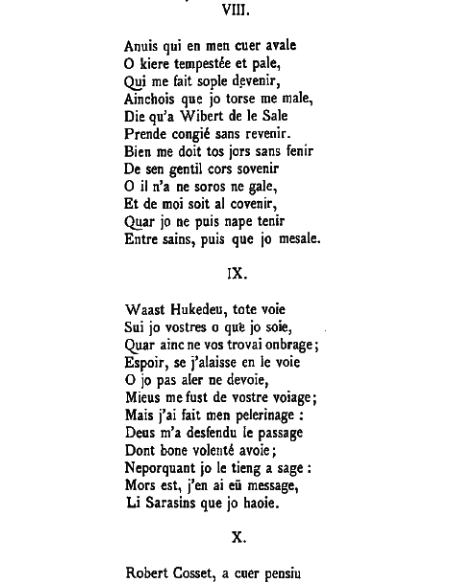 VIII.
Anuis qui en men cuer avale
O kiere tempestée et pale,
Qui me fait sople devenir,
Ainchois que jo torse me male,
Die qu'a Wibert de le Sale
Prende congié sans revenir.
Bien me doit tos jors sans fenir
De sen gentil cors sovenir
O il n'a ne soros ne gale,
Et de moi soit al covenir,
Quar jo ne puis nape tenir
Entre sains, puis que jo mesale.
IX.
Waast Hukedeu, tote voie
Sui jo vostres o que jo soie,
Quar ainc ne vos trovai onbrage;
Espoir, se j'alaisse en le voie
O jo pas aler ne devoie,
Mieus me fust de vostre voiage;
Mais j'ai fait men pelerinage :
Deus m'a desfendu le passage
Dont bone volenté avoie;
Neporquant jo le tieng a sage :
Mors est, j'en ai eü message,
Li Sarasins que jo haoie.
X.
Robert Cosset, a cuer pensiu